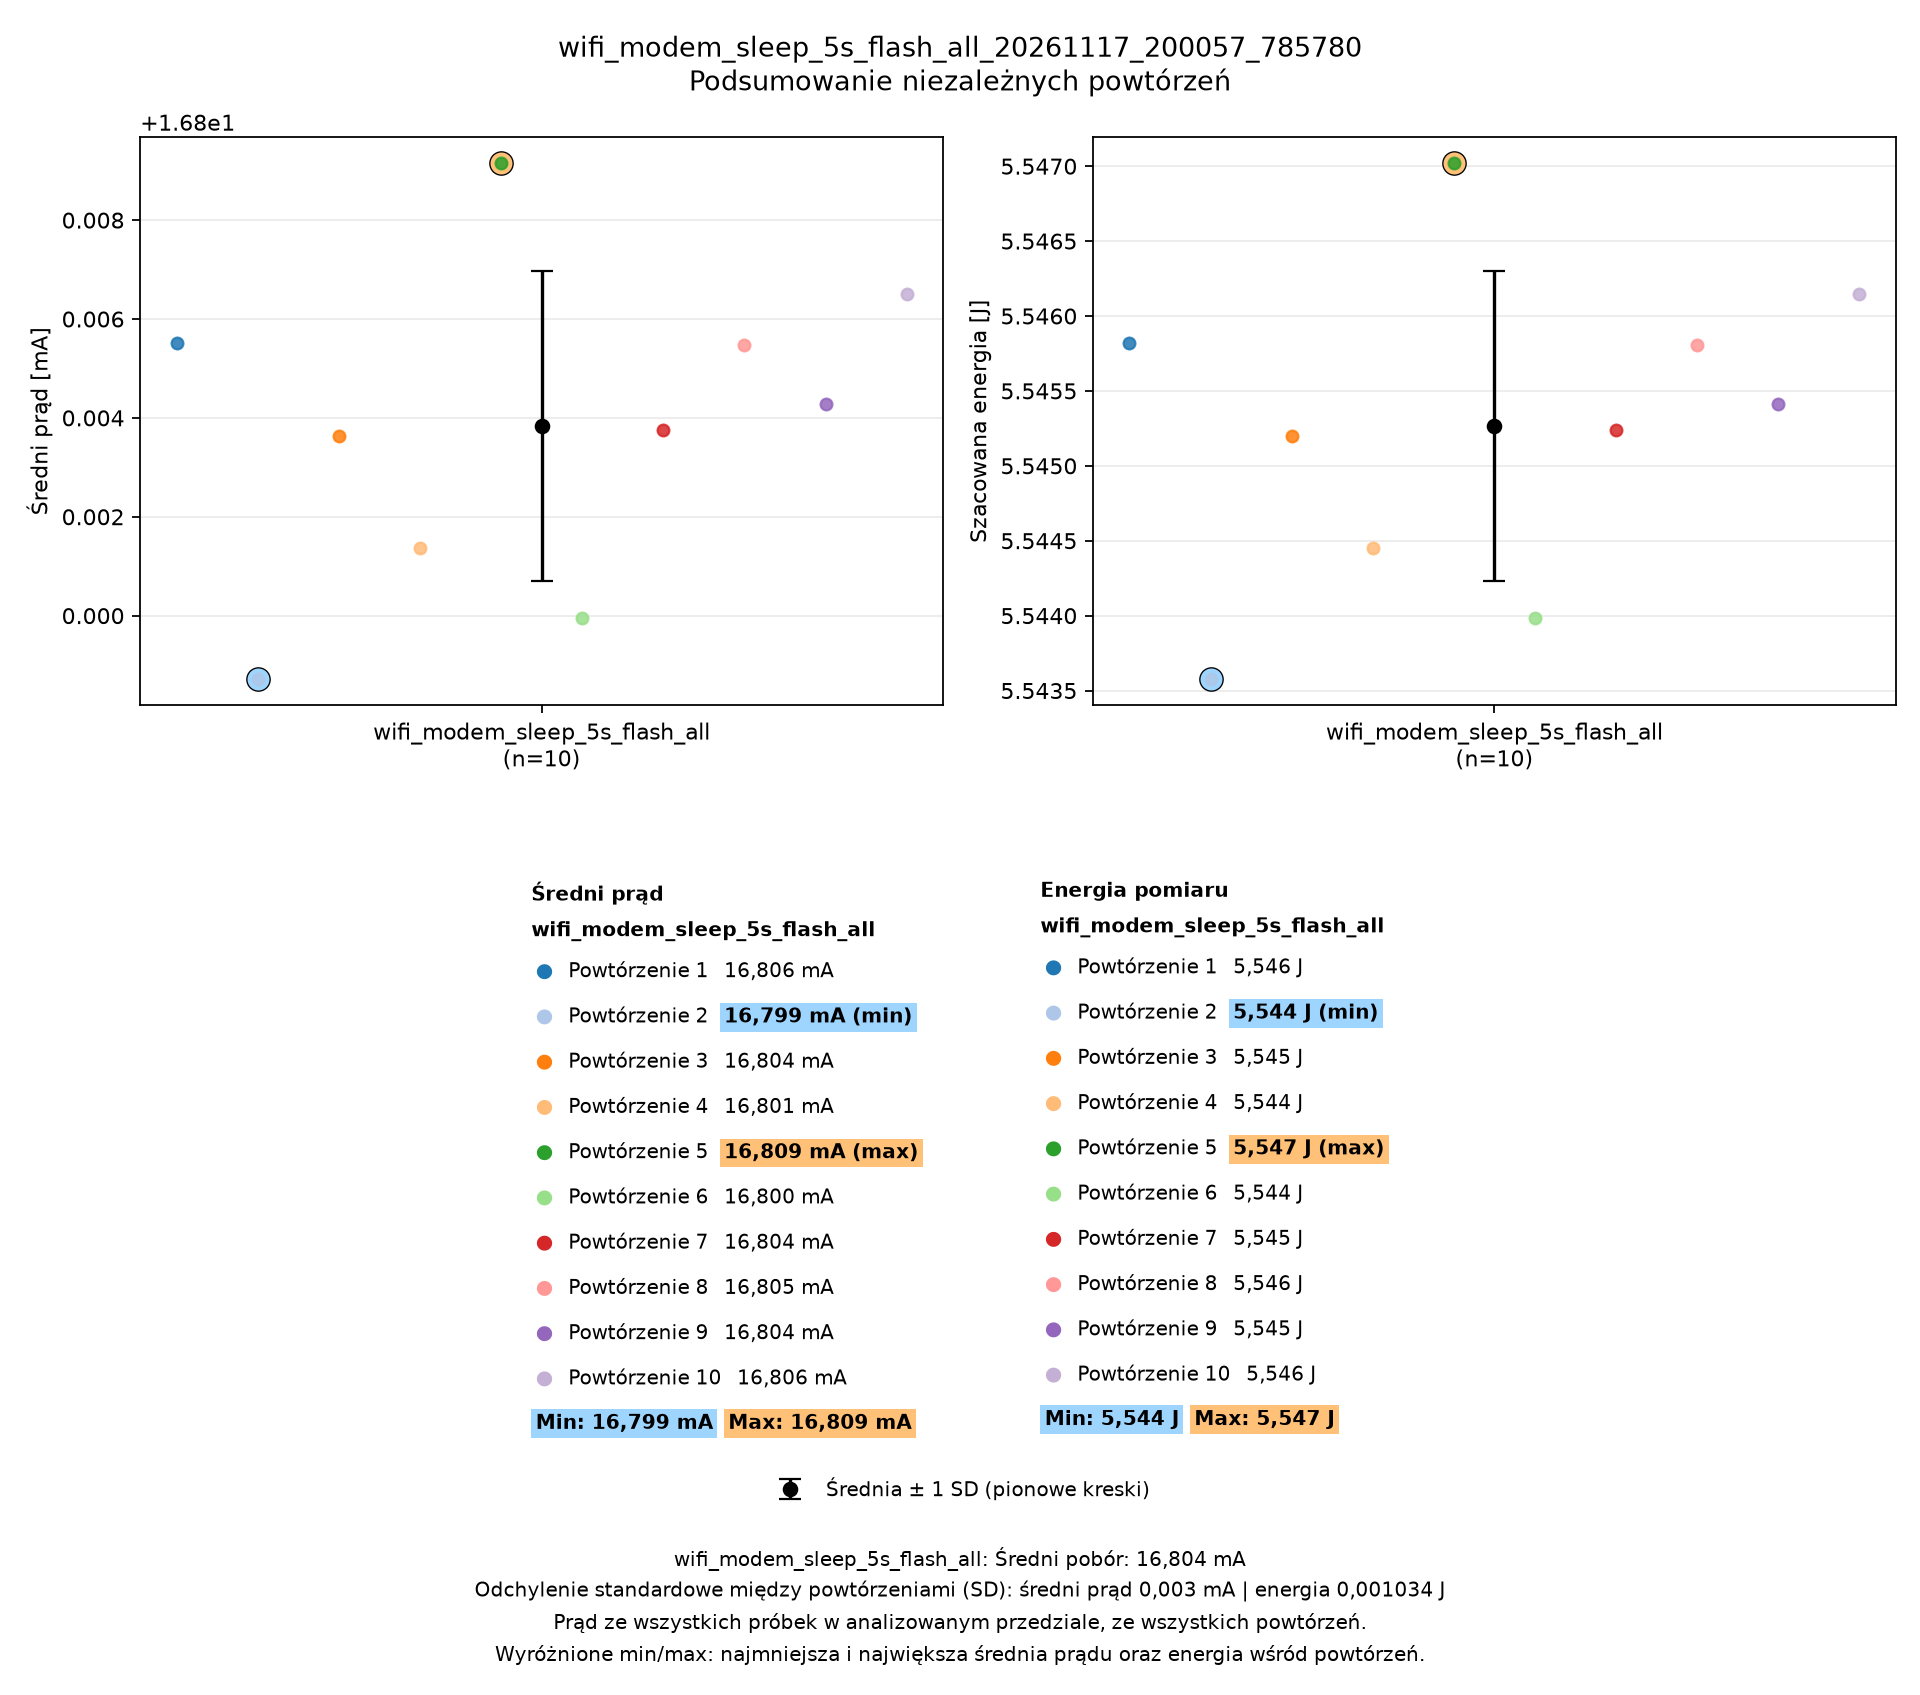 wifi_modem_sleep_5s_flash_all_20261117_200057_785780
Podsumowanie niezależnych powtórzeń
+1.68e1
0.008
0.006
0.004
0.002
0.000
Średni prąd [mA]
wifi_modem_sleep_5s_flash_all
(n=10)
5.5470
5.5465
5.5460
5.5455
5.5450
5.5445
5.5440
5.5435
Szacowana energia [J]
wifi_modem_sleep_5s_flash_all
(n=10)
Średni prąd
wifi_modem_sleep_5s_flash_all
Powtórzenie 1 16,806 mA
Powtórzenie 2 16,799 mA (min)
Powtórzenie 3 16,804 mA
Powtórzenie 4 16,801 mA
Powtórzenie 5 16,809 mA (max)
Powtórzenie 6 16,800 mA
Powtórzenie 7 16,804 mA
Powtórzenie 8 16,805 mA
Powtórzenie 9 16,804 mA
Powtórzenie 10 16,806 mA
Min: 16,799 mA Max: 16,809 mA
Energia pomiaru
wifi_modem_sleep_5s_flash_all
Powtórzenie 1 5,546 J
Powtórzenie 2 5,544 J (min)
Powtórzenie 3 5,545 J
Powtórzenie 4 5,544 J
Powtórzenie 5 5,547 J (max)
Powtórzenie 6 5,544 J
Powtórzenie 7 5,545 J
Powtórzenie 8 5,546 J
Powtórzenie 9 5,545 J
Powtórzenie 10 5,546 J
Min: 5,544 J Max: 5,547 J
Średnia ± 1 SD (pionowe kreski)
wifi_modem_sleep_5s_flash_all: Średni pobór: 16,804 mA
Odchylenie standardowe między powtórzeniami (SD): średni prąd 0,003 mA | energia 0,001034 J
Prąd ze wszystkich próbek w analizowanym przedziale, ze wszystkich powtórzeń.
Wyróżnione min/max: najmniejsza i największa średnia prądu oraz energia wśród powtórzeń.